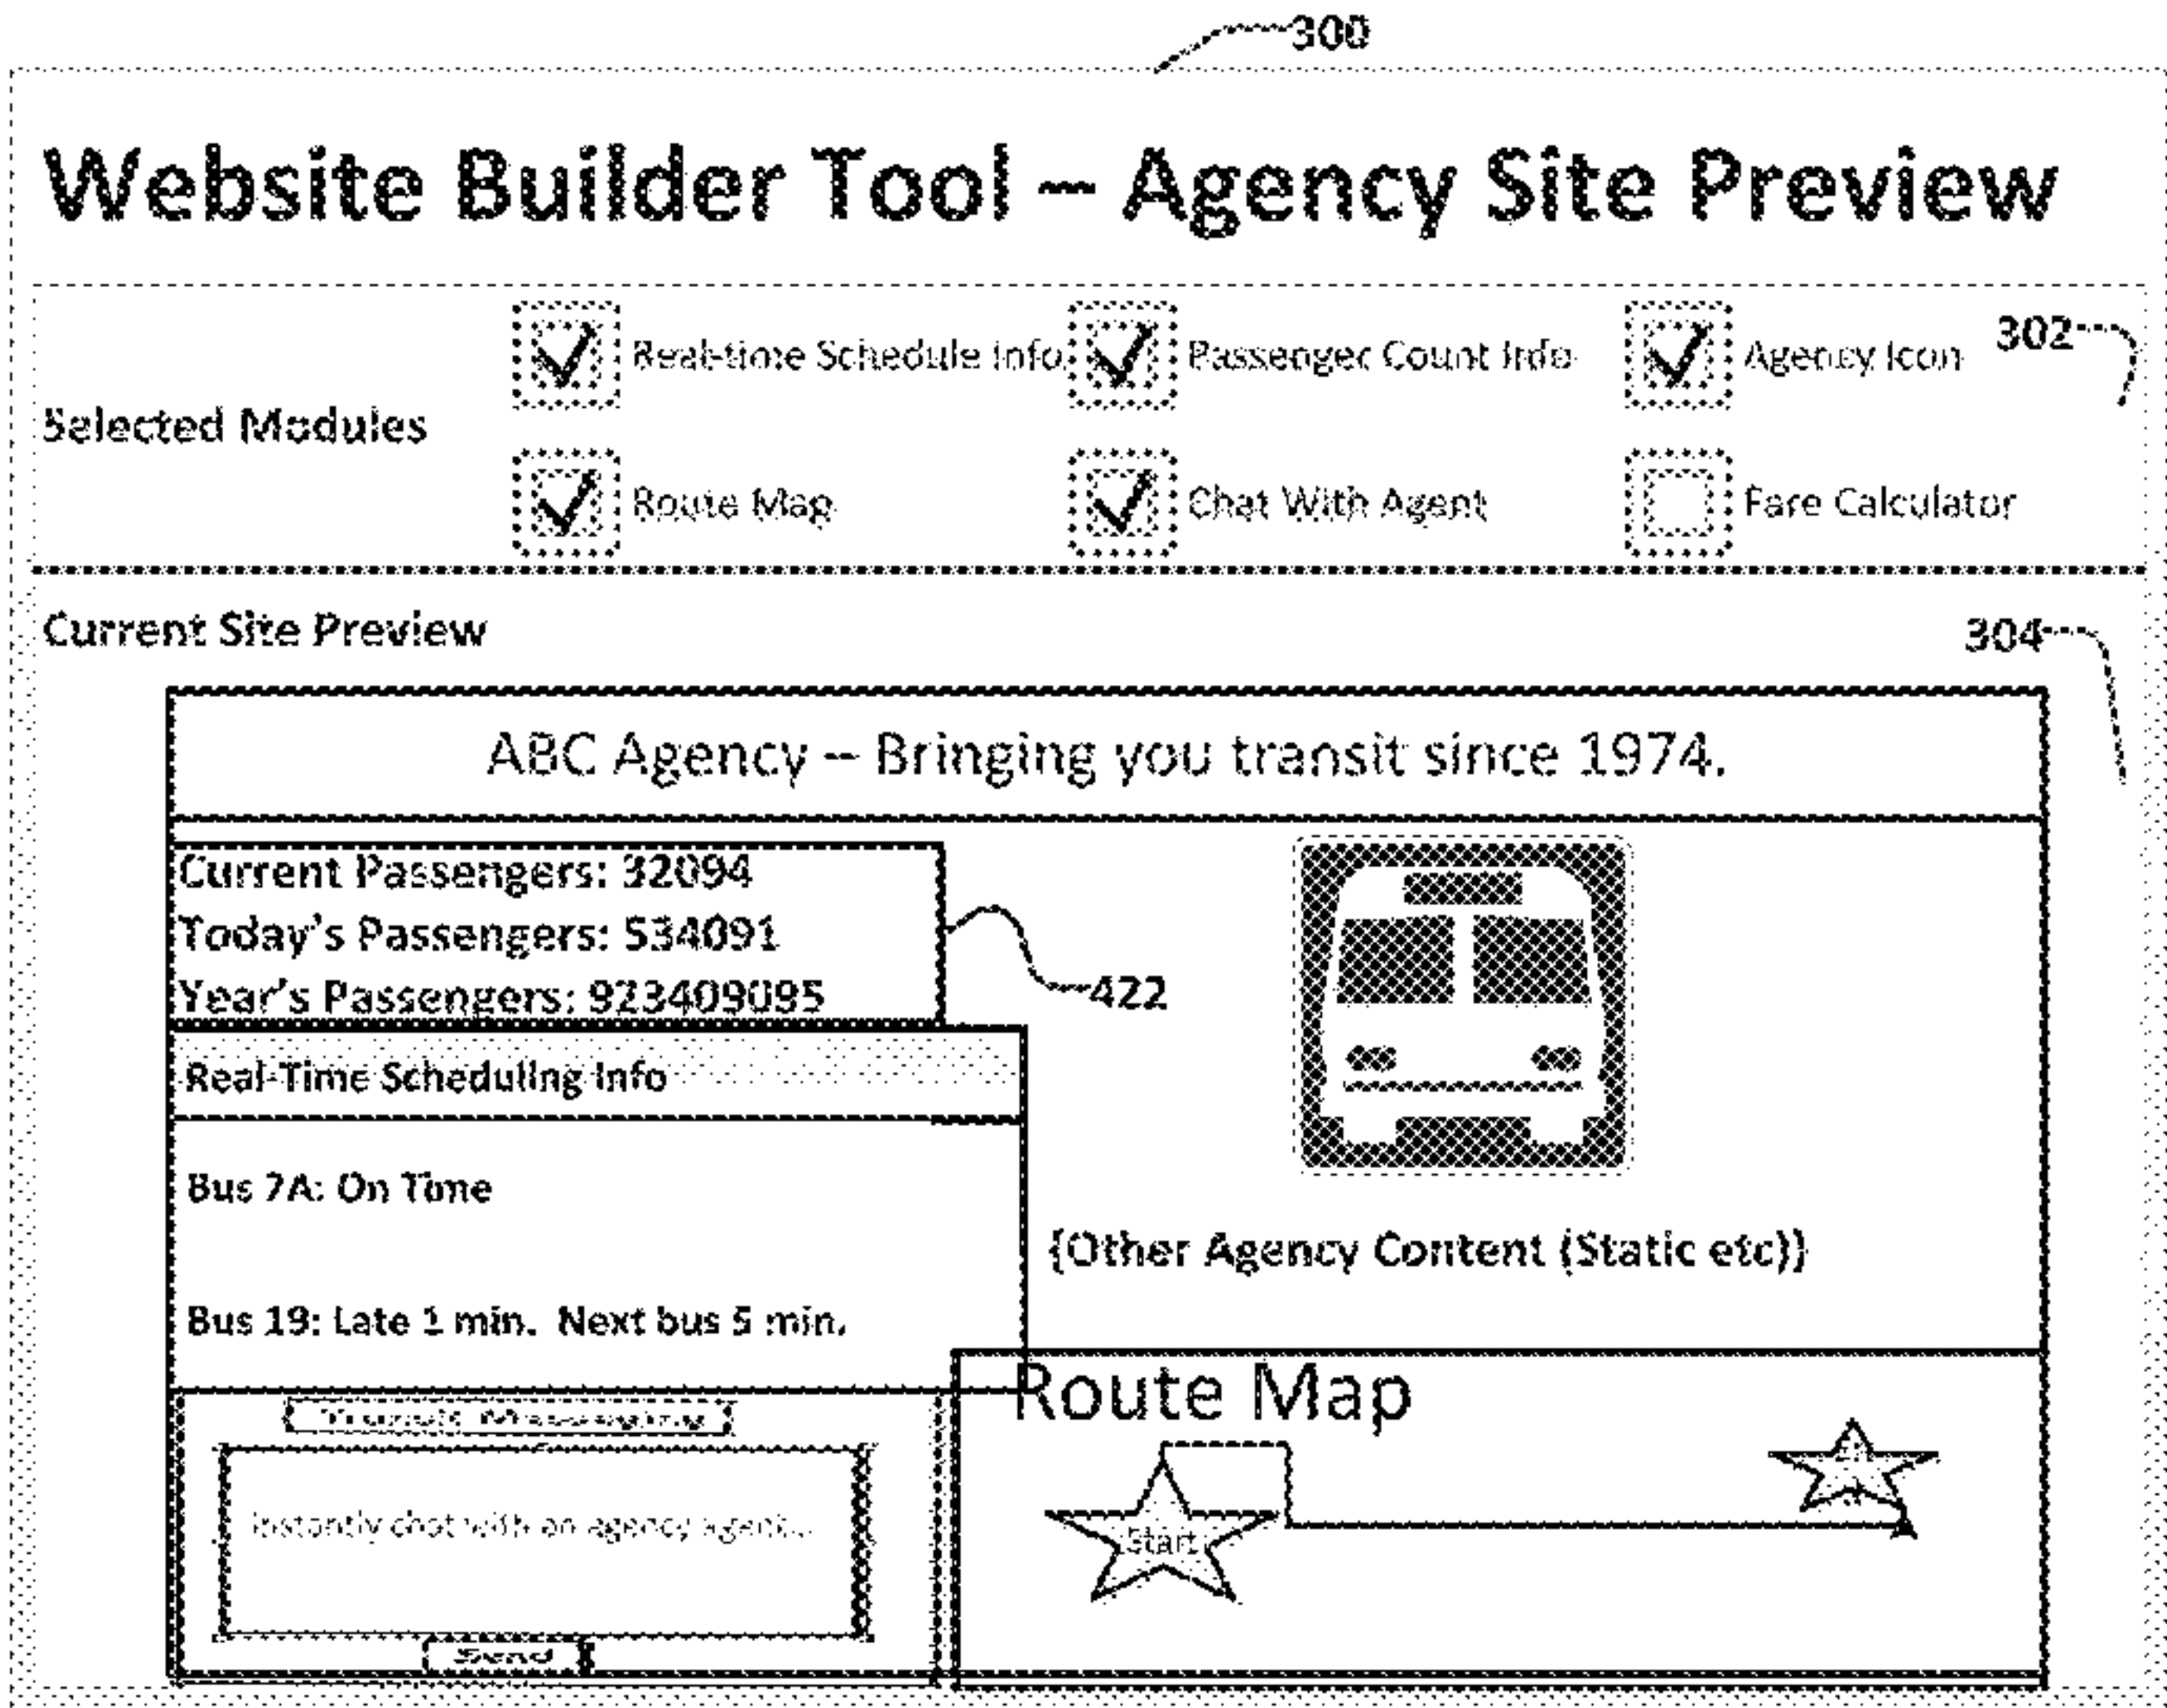 300
Website Builder Tool – Agency Site Preview
Real-time Schedule Info Passenger Count Info Agency Icon 302
Selected Modules
Route Map Chat With Agent Fare Calculator
Current Site Preview
304
ABC Agency – Bringing you transit since 1974.
Current Passengers: 32094
Today's Passengers: 534091
Year's Passengers: 923409095
422
Real-Time Scheduling Info
Bus 7A: On Time
{Other Agency Content (Static etc)}
Bus 19: Late 1 min. Next bus 5 min.
Route Map
Transit Messaging
Instantly chat with an agency agent...
Start
Send